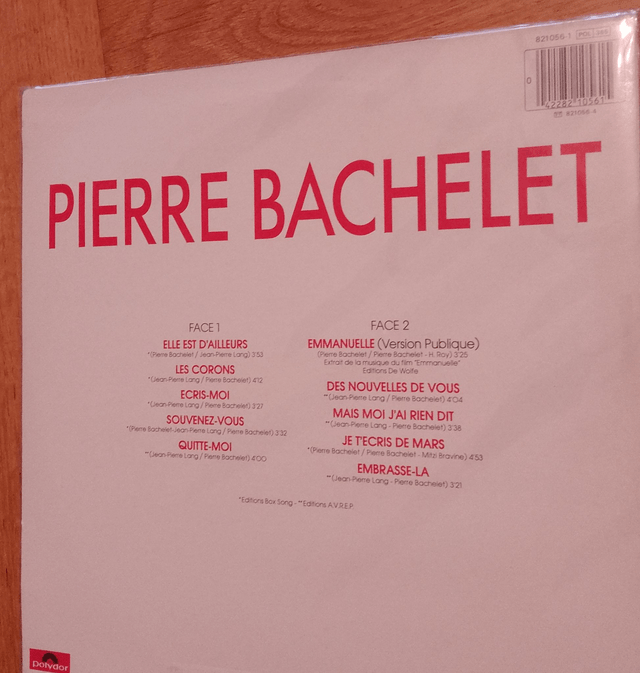 821056-1 POL
0
42282"10561
821056-4
PIERRE BACHELET
FACE 1
ELLE EST D'AILLEURS
*(Pierre Bachelet / Jean-Pierre Lang) 3'53
LES CORONS
*(Jean-Pierre Lang / Pierre Bachelet) 4'12
ECRIS-MOI
*(Jean-Pierre Lang / Pierre Bachelet) 3'27
SOUVENEZ-VOUS
*(Pierre Bachelet-Jean-Pierre Lang / Pierre Bachelet) 3'32
QUITTE-MOI
**(Jean-Pierre Lang / Pierre Bachelet) 4'00
FACE 2
EMMANUELLE (Version Publique)
(Pierre Bachelet / Pierre Bachelet - H. Roy) 3'25
Extrait de la musique du film "Emmanuelle"
Editions De Wolfe
DES NOUVELLES DE VOUS
**(Jean-Pierre Lang / Pierre Bachelet) 4'04
MAIS MOI J'AI RIEN DIT
**(Jean-Pierre Lang - Pierre Bachelet) 3'38
JE T'ECRIS DE MARS
*(Pierre Bachelet / Pierre Bachelet - Mitzi Bravine) 4'53
EMBRASSE-LA
**(Jean-Pierre Lang - Pierre Bachelet) 3'21
*Editions Box Song - **Editions A.V.R.E.P.
polydor